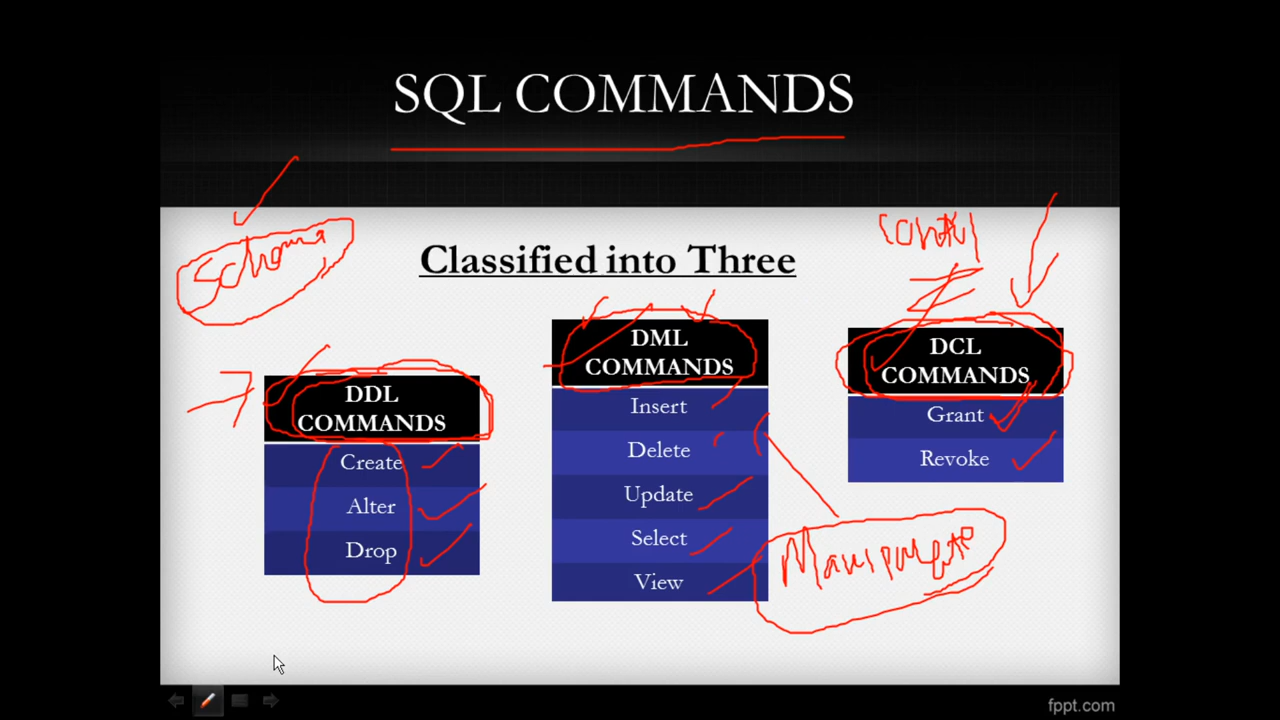 SQL COMMANDS
Classified into Three
Schema
DDL
COMMANDS
Create
Alter
Drop
DML
COMMANDS
Insert
Delete
Update
Select
View
Control
DCL
COMMANDS
Grant
Revoke
fppt.com